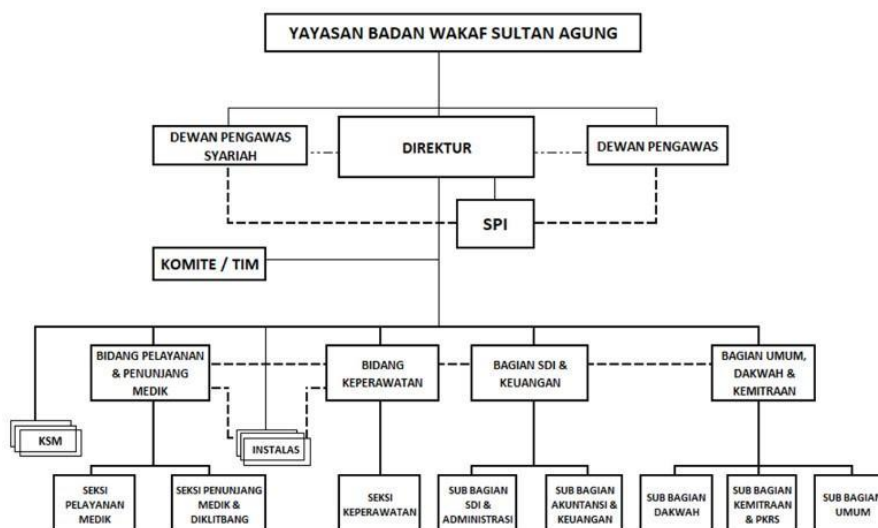 YAYASAN BADAN WAKAF SULTAN AGUNG
DEWAN PENGAWAS
SYARIAH
DIREKTUR
DEWAN PENGAWAS
SPI
KOMITE / TIM
BIDANG PELAYANAN
& PENUNJANG
MEDIK
BIDANG
KEPERAWATAN
BAGIAN SDI &
KEUANGAN
BAGIAN UMUM,
DAKWAH &
KEMITRAAN
KSM
INSTALAS
SEKSI
PELAYANAN
MEDIK
SEKSI PENUNJANG
MEDIK &
DIKLITBANG
SEKSI
KEPERAWATAN
SUB BAGIAN
SDI &
ADMINISTRASI
SUB BAGIAN
AKUNTANSI &
KEUANGAN
SUB BAGIAN
DAKWAH
SUB BAGIAN
KEMITRAAN
& PKRS
SUB BAGIAN
UMUM